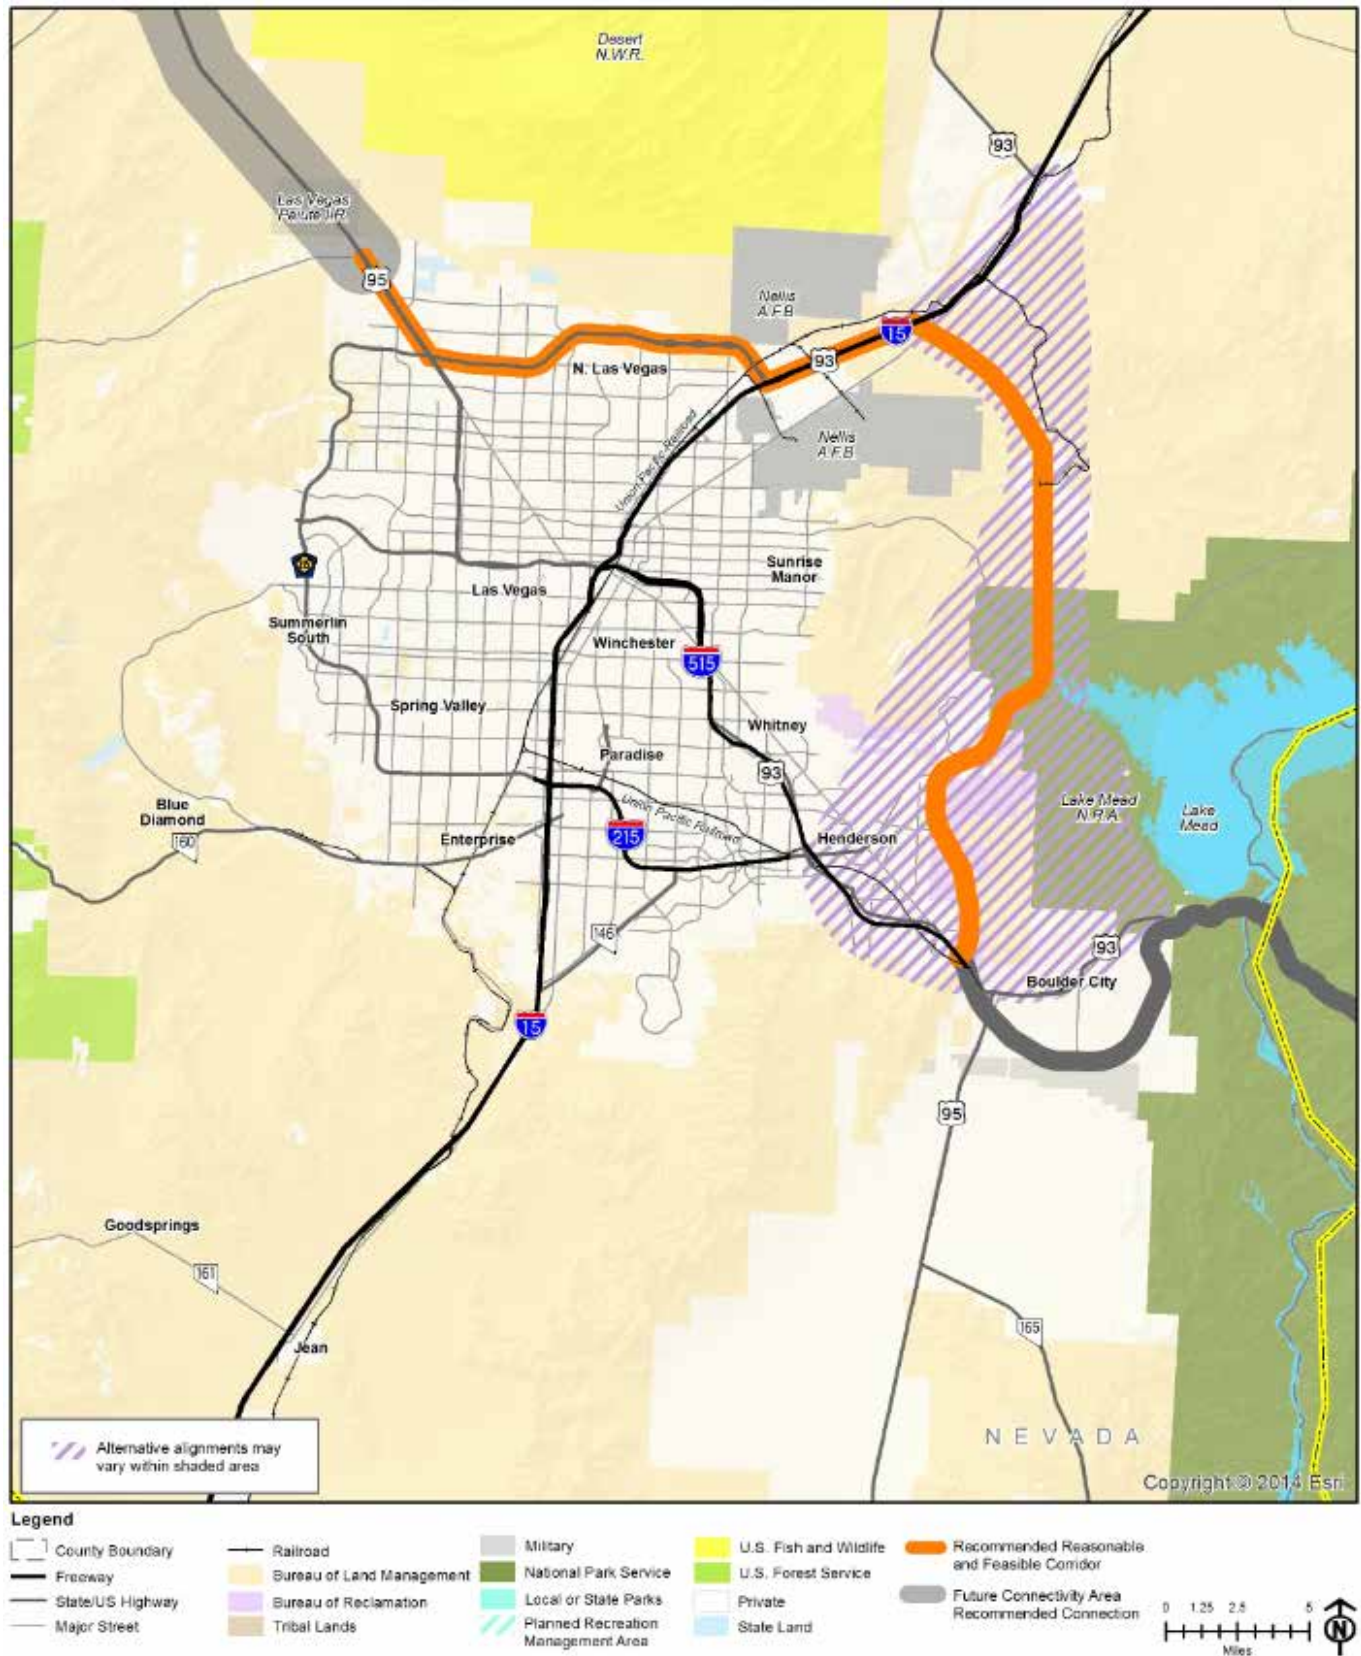 Desert
N.W.R.
93
Las Vegas
Paiute I.R.
95
Nellis
A.F.B
15
93
N. Las Vegas
Nellis
A.F.B
Union Pacific Railroad
Sunrise
Manor
Las Vegas
Summerlin
South
Winchester
515
Spring Valley
Whitney
Paradise
93
Lake Mead
N.R.A.
Lake
Mead
Blue
Diamond
160
Enterprise
Union Pacific Railroad
215
Henderson
146
93
Boulder City
15
95
Goodsprings
161
Jean
165
NEVADA
Alternative alignments may
vary within shaded area
Copyright © 2014 Esri
Legend
County Boundary
Freeway
State/US Highway
Major Street
Railroad
Bureau of Land Management
Bureau of Reclamation
Tribal Lands
Military
National Park Service
Local or State Parks
Planned Recreation
Management Area
U.S. Fish and Wildlife
U.S. Forest Service
Private
State Land
Recommended Reasonable
and Feasible Corridor
Future Connectivity Area
Recommended Connection
0 1.25 2.5 5
Miles
N